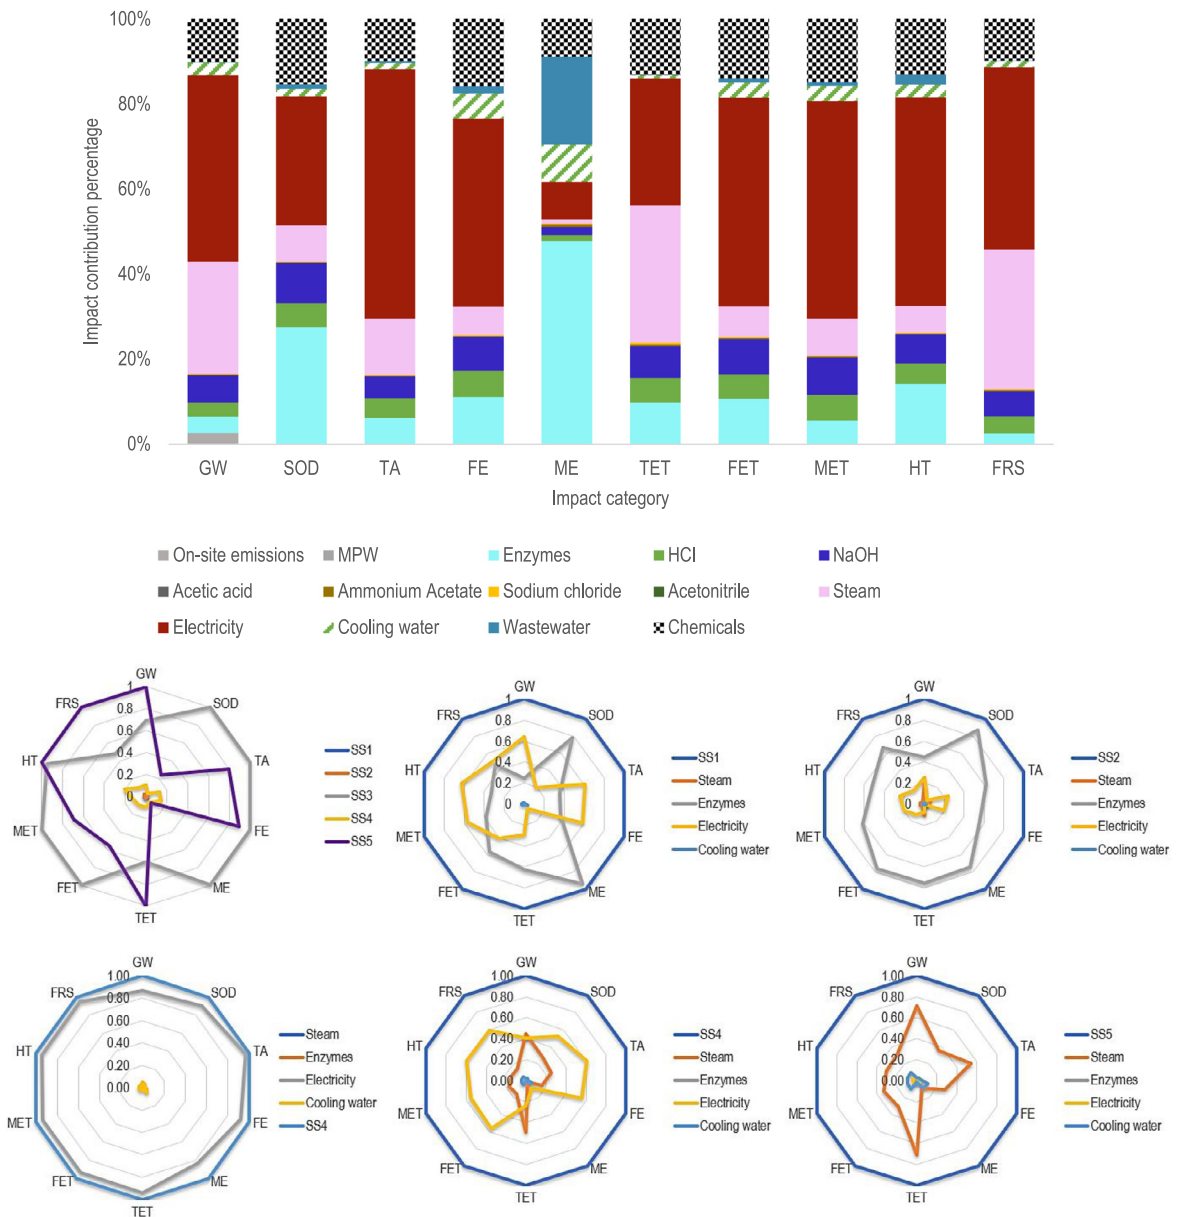 100%
80%
60%
40%
20%
0%
Impact contribution percentage
GW SOD TA FE ME TET FET MET HT FRS
Impact category
On-site emissions MPW Enzymes HCl NaOH
Acetic acid Ammonium Acetate Sodium chloride Acetonitrile Steam
Electricity Cooling water Wastewater Chemicals
GW
SOD
TA
FE
ME
TET
FET
MET
HT
FRS
1
0.8
0.6
0.4
0.2
0
SS1
SS2
SS3
SS4
SS5
GW
SOD
TA
FE
ME
TET
FET
MET
HT
FRS
1
0.8
0.6
0.4
0.2
0
SS1
Steam
Enzymes
Electricity
Cooling water
GW
SOD
TA
FE
ME
TET
FET
MET
HT
FRS
1
0.8
0.6
0.4
0.2
0
SS2
Steam
Enzymes
Electricity
Cooling water
GW
SOD
TA
FE
ME
TET
FET
MET
HT
FRS
1.00
0.80
0.60
0.40
0.20
0.00
Steam
Enzymes
Electricity
Cooling water
SS4
GW
SOD
TA
FE
ME
TET
FET
MET
HT
FRS
1.00
0.80
0.60
0.40
0.20
0.00
SS4
Steam
Enzymes
Electricity
Cooling water
GW
SOD
TA
FE
ME
TET
FET
MET
HT
FRS
1.00
0.80
0.60
0.40
0.20
0.00
SS5
Steam
Enzymes
Electricity
Cooling water